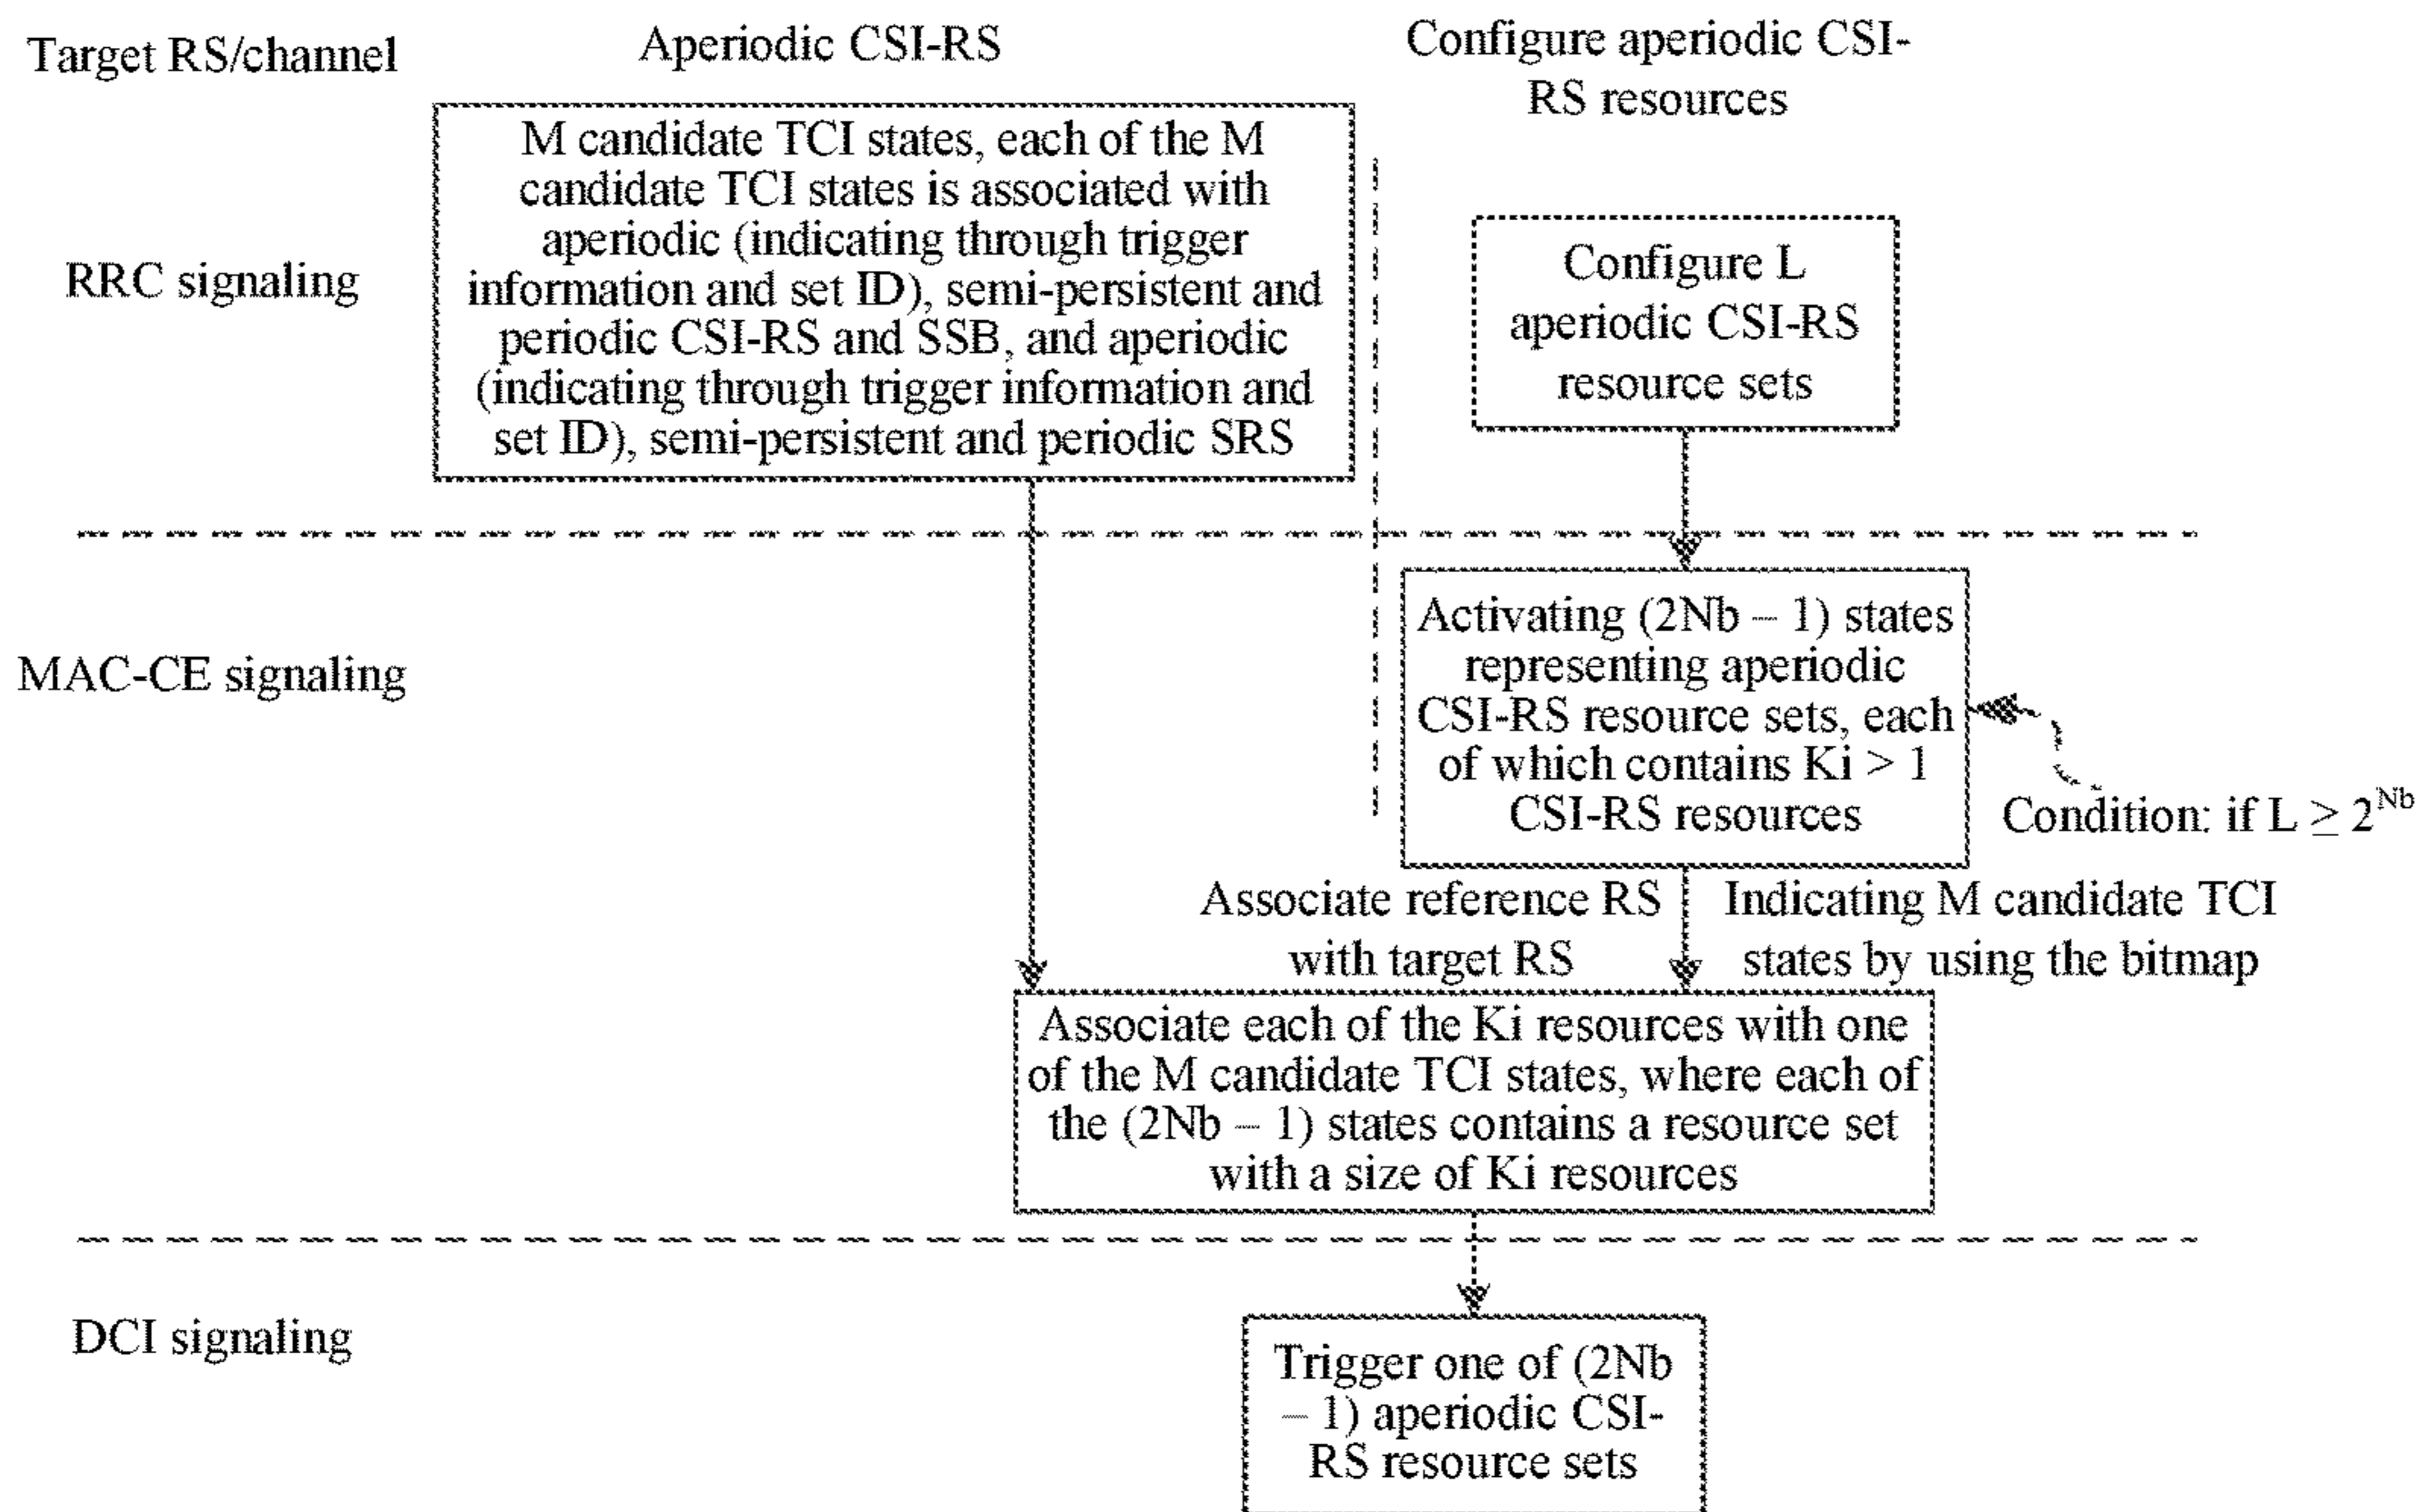 Target RS/channel
Aperiodic CSI-RS
Configure aperiodic CSI-
RS resources
RRC signaling
M candidate TCI states, each of the M
candidate TCI states is associated with
aperiodic (indicating through trigger
information and set ID), semi-persistent and
periodic CSI-RS and SSB, and aperiodic
(indicating through trigger information and
set ID), semi-persistent and periodic SRS
Configure L
aperiodic CSI-RS
resource sets
MAC-CE signaling
Activating (2Nb – 1) states
representing aperiodic
CSI-RS resource sets, each
of which contains Ki > 1
CSI-RS resources
Condition: if L ≥ 2^Nb
Associate reference RS
with target RS
Indicating M candidate TCI
states by using the bitmap
Associate each of the Ki resources with one
of the M candidate TCI states, where each of
the (2Nb – 1) states contains a resource set
with a size of Ki resources
DCI signaling
Trigger one of (2Nb
– 1) aperiodic CSI-
RS resource sets